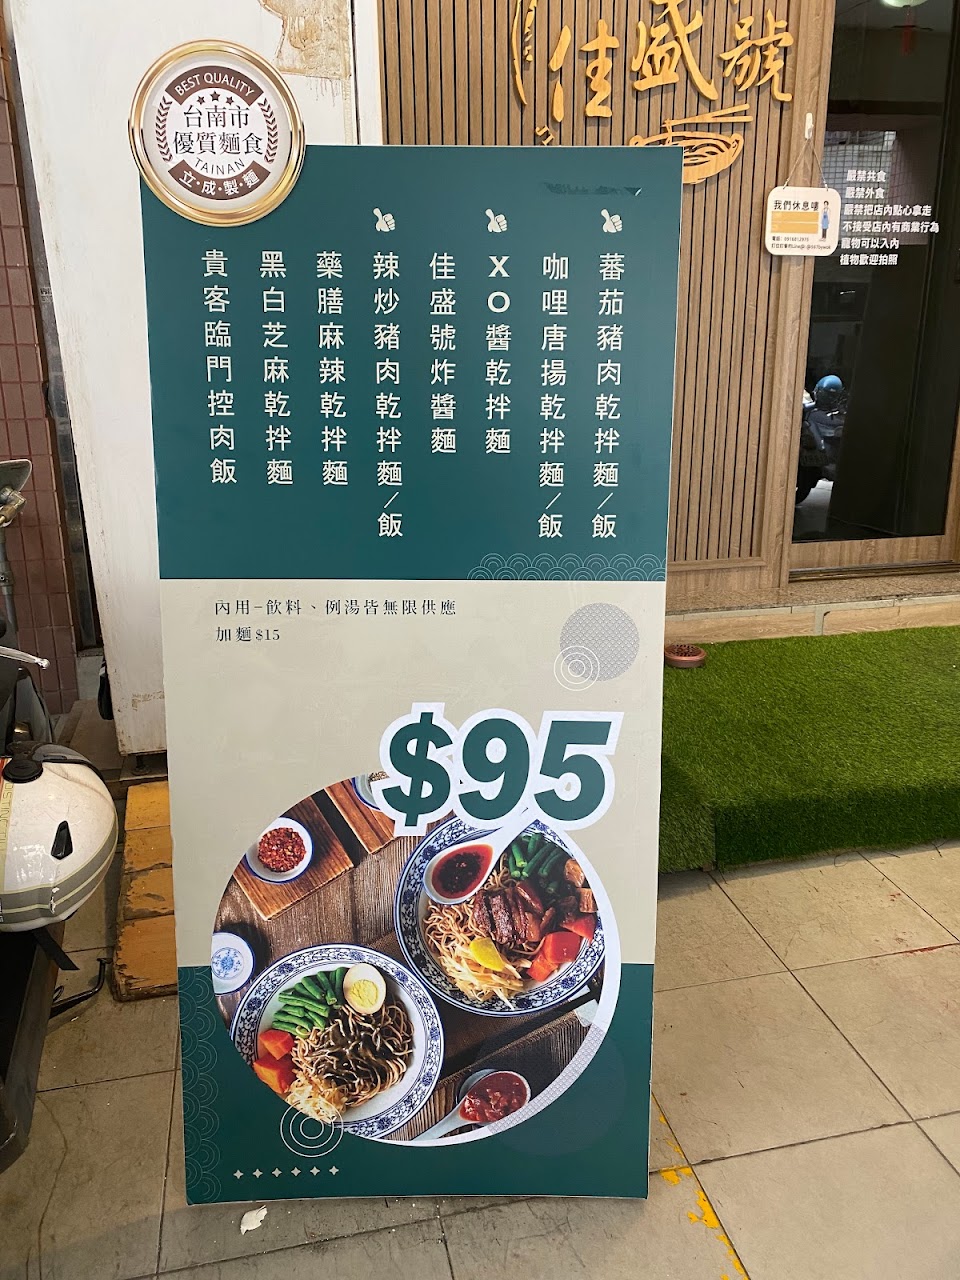 佳盛號
BEST QUALITY
台南市
優質麵食
TAINAN
立·成·製·麵
蕃茄豬肉乾拌麵/飯
咖哩唐揚乾拌麵/飯
XO醬乾拌麵
佳盛號炸醬麵
辣炒豬肉乾拌麵/飯
藥膳麻辣乾拌麵
黑白芝麻乾拌麵
貴客臨門控肉飯
內用-飲料、例湯皆無限供應
加麵$15
$95
我們休息嘍
嚴禁共食
嚴禁外食
嚴禁把店內點心拿走
不接受店內有商業行為
寵物可以入內
植物歡迎拍照